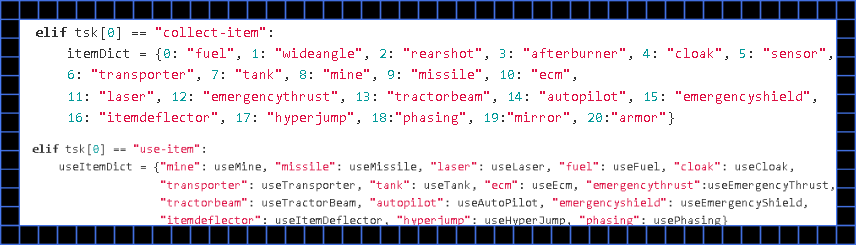 elif tsk[0] == "collect-item":
itemDict = {0: "fuel", 1: "wideangle", 2: "rearshot", 3: "afterburner", 4: "cloak", 5: "sensor",
6: "transporter", 7: "tank", 8: "mine", 9: "missile", 10: "ecm",
11: "laser", 12: "emergencythrust", 13: "tractorbeam", 14: "autopilot", 15: "emergencyshield",
16: "itemdeflector", 17: "hyperjump", 18:"phasing", 19:"mirror", 20:"armor"}
elif tsk[0] == "use-item":
useItemDict = {"mine": useMine, "missile": useMissile, "laser": useLaser, "fuel": useFuel, "cloak": useCloak,
"transporter": useTransporter, "tank": useTank, "ecm": useEcm, "emergencythrust":useEmergencyThrust,
"tractorbeam": useTractorBeam, "autopilot": useAutoPilot, "emergencyshield": useEmergencyShield,
"itemdeflector": useItemDeflector, "hyperjump": useHyperJump, "phasing": usePhasing}